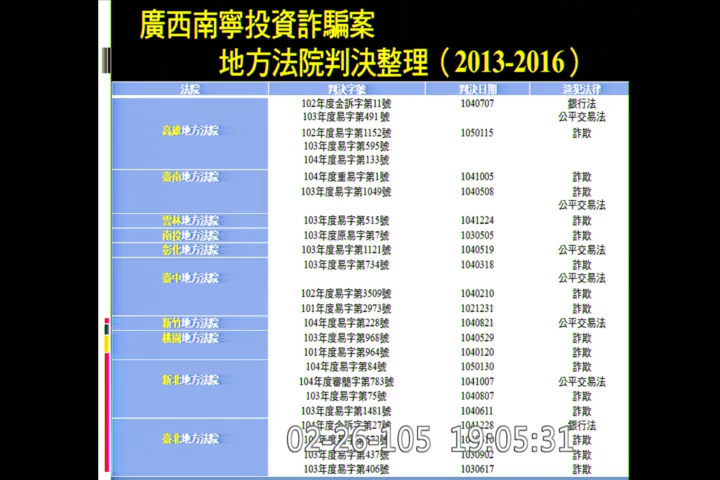 廣西南寧投資詐騙案
地方法院判決整理（2013-2016）
法院 判決字號 判決日期 違犯法律
102年度金訴字第11號 1040707 銀行法
103年度易字第491號 公平交易法
高雄地方法院 102年度易字第1152號 1050115 詐欺
103年度易字第595號
104年度易字第133號
臺南地方法院 104年度重易字第1號 1041005 詐欺
103年度易字第1049號 1040508 詐欺
公平交易法
雲林地方法院 103年度易字第515號 1041224 詐欺
南投地方法院 103年度原易字第7號 1030505 詐欺
彰化地方法院 103年度易字第1121號 1040519 公平交易法
103年度易字第734號 1040318 詐欺
臺中地方法院 公平交易法
102年度易字第3509號 1040210 詐欺
101年度易字第2973號 1021231 詐欺
新竹地方法院 104年度易字第228號 1040821 公平交易法
桃園地方法院 103年度易字第968號 1040529 詐欺
101年度易字第964號 1040120 詐欺
104年度易字第84號 1050130 詐欺
新北地方法院 104年度審簡字第783號 1041007 公平交易法
103年度易字第75號 1040807 詐欺
103年度易字第1481號 1040611 詐欺
104年度金訴字第27號 1041228 銀行法
臺北地方法院 詐欺
02-26-105 19:05:31
103年度易字第437號 1030902 詐欺
103年度易字第406號 1030617 詐欺